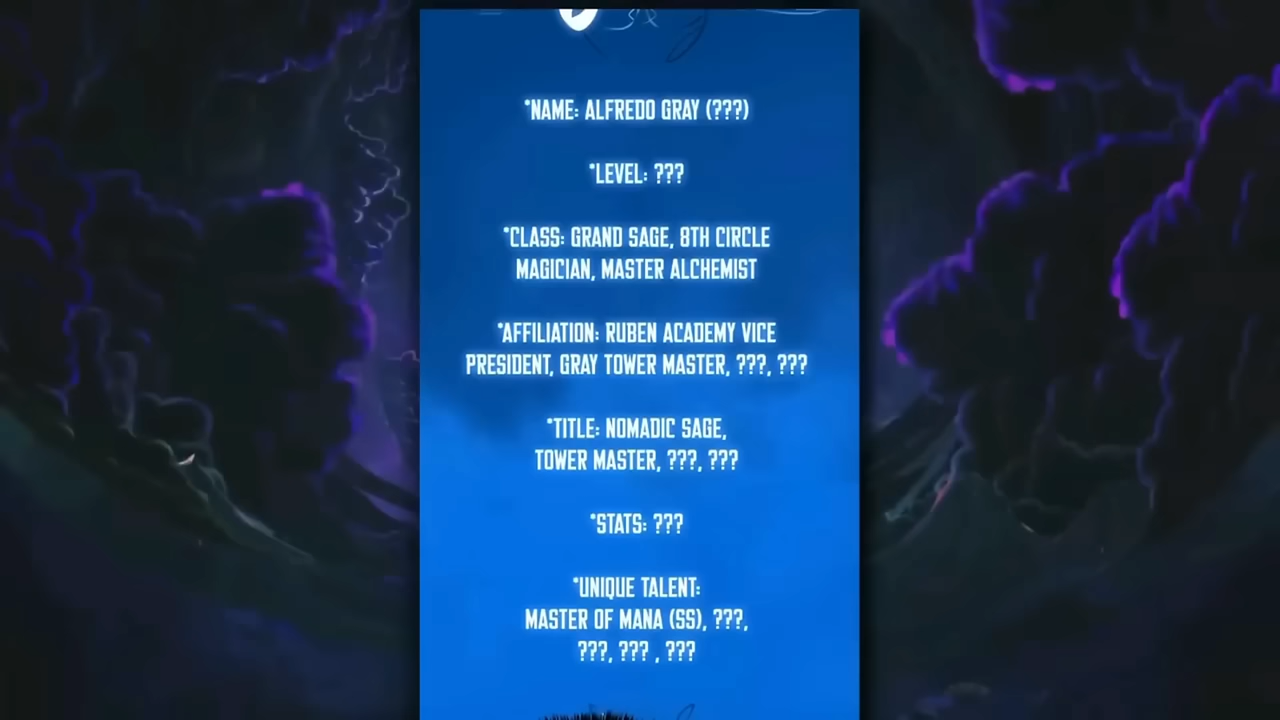 *NAME: ALFREDO GRAY (???)
*LEVEL: ???
*CLASS: GRAND SAGE, 8TH CIRCLE
MAGICIAN, MASTER ALCHEMIST
*AFFILIATION: RUBEN ACADEMY VICE
PRESIDENT, GRAY TOWER MASTER, ???, ???
*TITLE: NOMADIC SAGE,
TOWER MASTER, ???, ???
*STATS: ???
*UNIQUE TALENT:
MASTER OF MANA (SS), ???,
???, ??? , ???